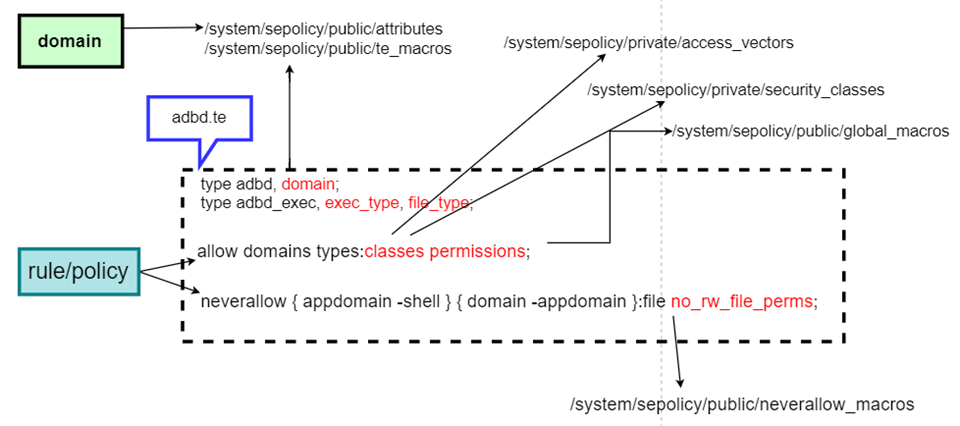 domain
/system/sepolicy/public/attributes
/system/sepolicy/public/te_macros
/system/sepolicy/private/access_vectors
/system/sepolicy/private/security_classes
/system/sepolicy/public/global_macros
adbd.te
type adbd, domain;
type adbd_exec, exec_type, file_type;
allow domains types:classes permissions;
rule/policy
neverallow { appdomain -shell } { domain -appdomain }:file no_rw_file_perms;
/system/sepolicy/public/neverallow_macros